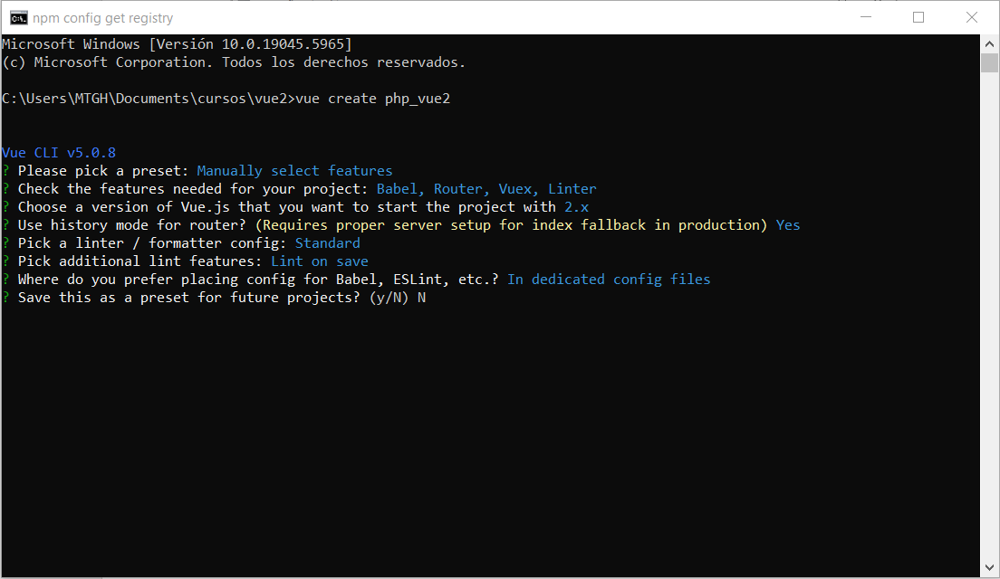 npm config get registry
Microsoft Windows [Versión 10.0.19045.5965]
(c) Microsoft Corporation. Todos los derechos reservados.
C:\Users\MTGH\Documents\cursos\vue2>vue create php_vue2
Vue CLI v5.0.8
? Please pick a preset: Manually select features
? Check the features needed for your project: Babel, Router, Vuex, Linter
? Choose a version of Vue.js that you want to start the project with 2.x
? Use history mode for router? (Requires proper server setup for index fallback in production) Yes
? Pick a linter / formatter config: Standard
? Pick additional lint features: Lint on save
? Where do you prefer placing config for Babel, ESLint, etc.? In dedicated config files
? Save this as a preset for future projects? (y/N) N